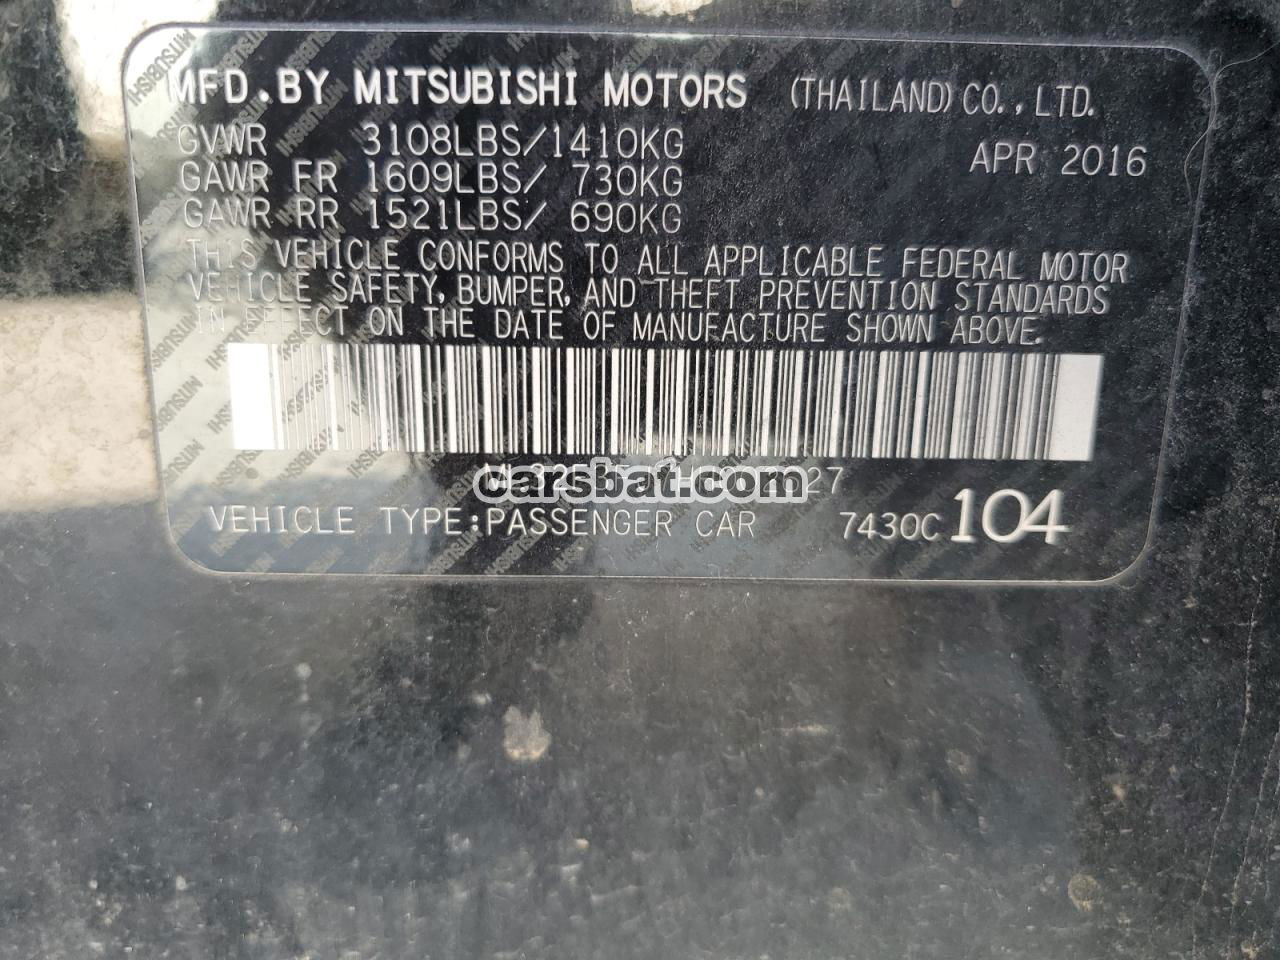 MFD.BY MITSUBISHI MOTORS (THAILAND) CO., LTD.
GVWR 3108LBS/1410KG
APR 2016
GAWR FR 1609LBS/ 730KG
GAWR RR 1521LBS/ 690KG
THIS VEHICLE CONFORMS TO ALL APPLICABLE FEDERAL MOTOR
VEHICLE SAFETY, BUMPER, AND THEFT PREVENTION STANDARDS
IN EFFECT ON THE DATE OF MANUFACTURE SHOWN ABOVE.
carsbat.com
VEHICLE TYPE:PASSENGER CAR 7430C 104